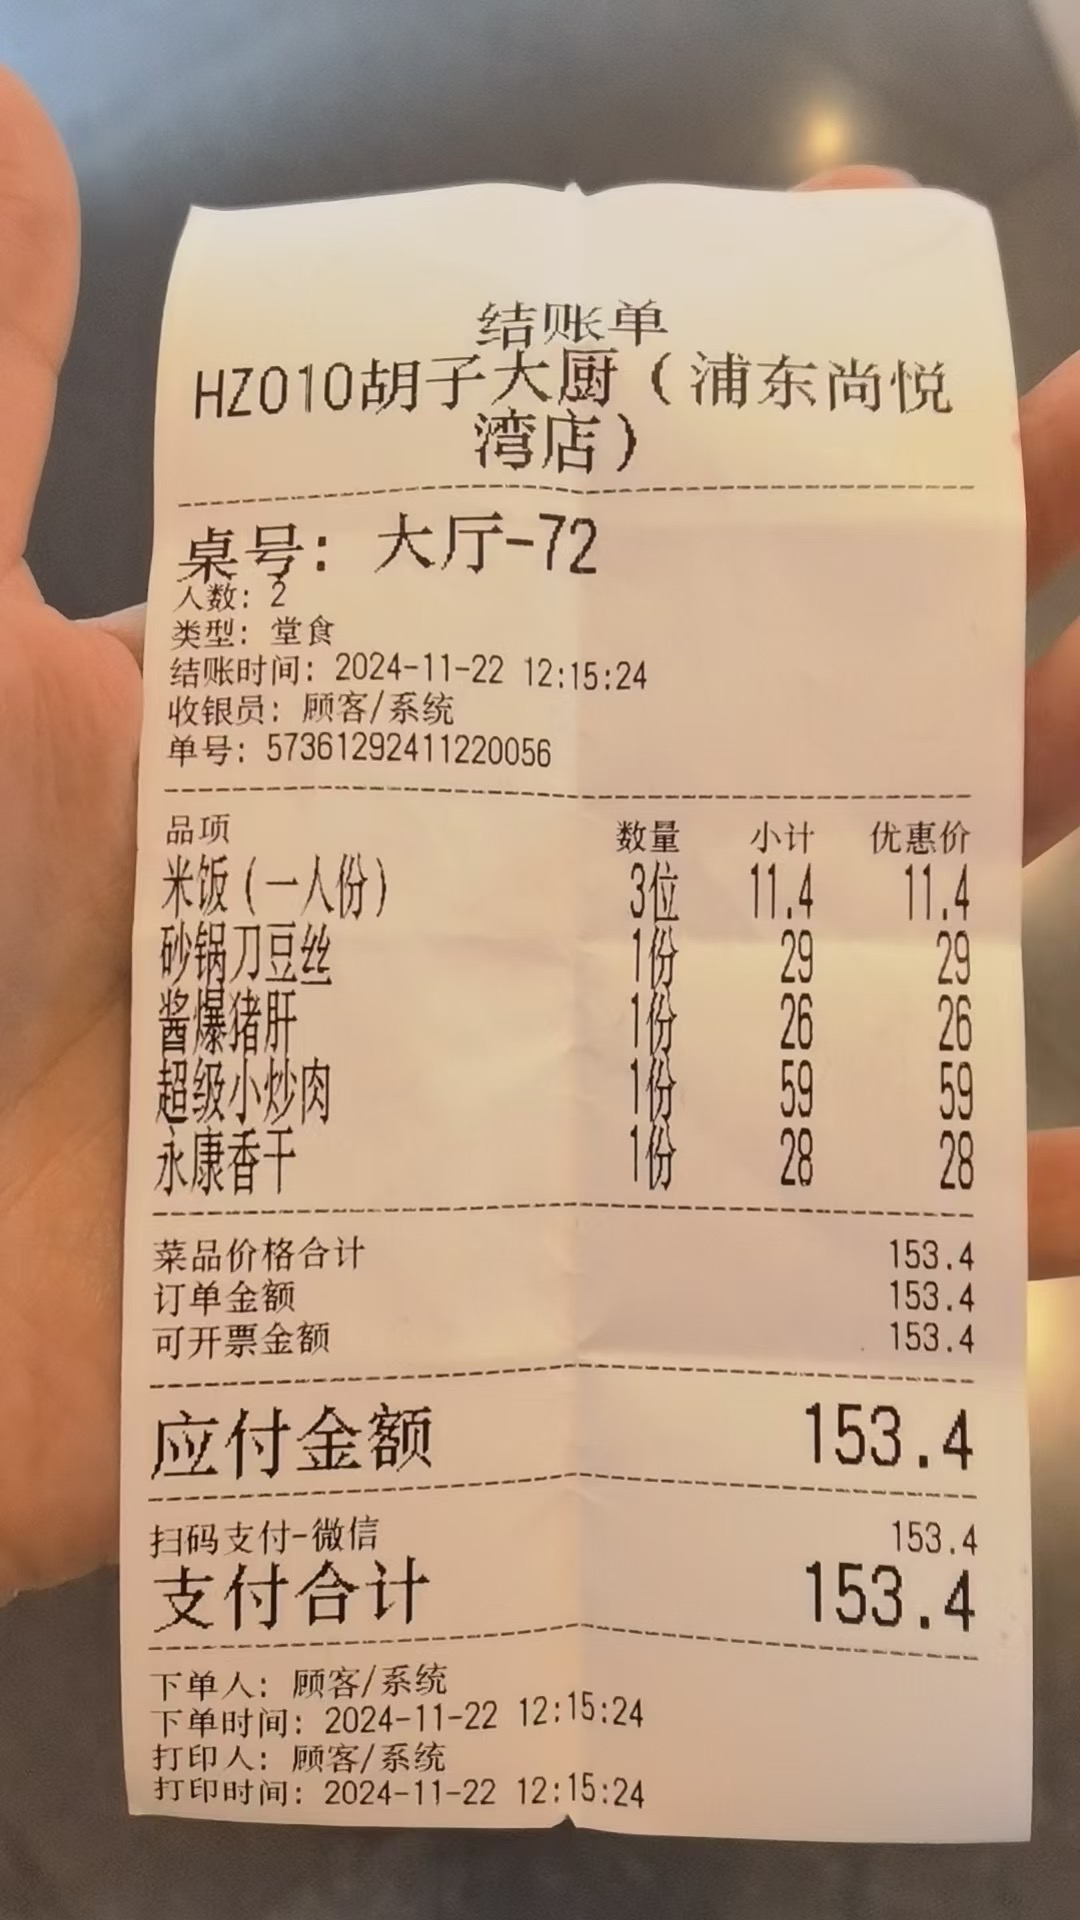 结账单
HZ010胡子大厨（浦东尚悦
湾店）
桌号：大厅-72
人数：2
类型：堂食
结账时间：2024-11-22 12:15:24
收银员：顾客/系统
单号：57361292411220056
品项 数量 小计 优惠价
米饭（一人份） 3位 11.4 11.4
砂锅刀豆丝 1份 29 29
酱爆猪肝 1份 26 26
超级小炒肉 1份 59 59
永康香干 1份 28 28
菜品价格合计 153.4
订单金额 153.4
可开票金额 153.4
应付金额 153.4
扫码支付-微信 153.4
支付合计 153.4
下单人：顾客/系统
下单时间：2024-11-22 12:15:24
打印人：顾客/系统
打印时间：2024-11-22 12:15:24